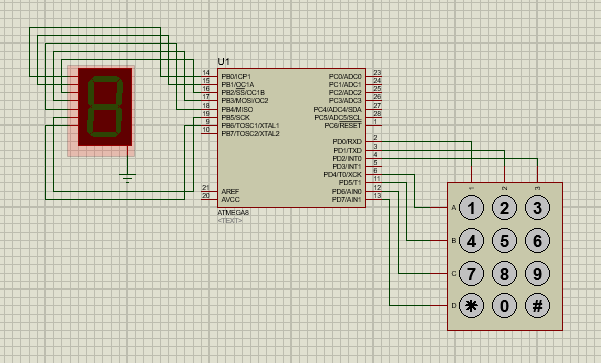 U1
14 PB0/ICP1 PC0/ADC0 23
15 PB1/OC1A PC1/ADC1 24
16 PB2/SS/OC1B PC2/ADC2 25
17 PB3/MOSI/OC2 PC3/ADC3 26
18 PB4/MISO PC4/ADC4/SDA 27
19 PB5/SCK PC5/ADC5/SCL 28
9 PB6/TOSC1/XTAL1 PC6/RESET 1
10 PB7/TOSC2/XTAL2
PD0/RXD 2
PD1/TXD 3
PD2/INT0 4
PD3/INT1 5
PD4/T0/XCK 6
PD5/T1 11
21 AREF PD6/AIN0 12
20 AVCC PD7/AIN1 13
ATMEGA8
<TEXT>
1 2 3
A 1 2 3
B 4 5 6
C 7 8 9
D * 0 #